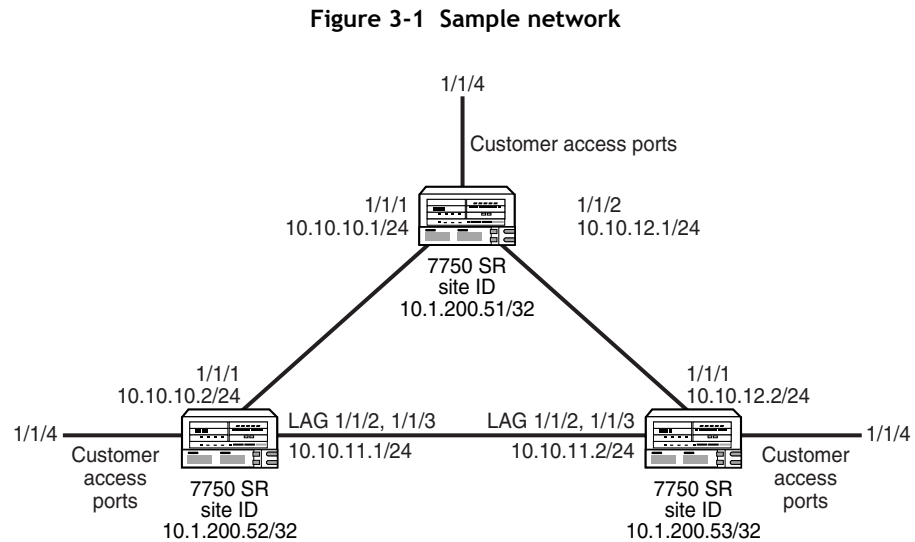 Figure 3-1 Sample network
1/1/4
Customer access ports
1/1/1
10.10.10.1/24
1/1/2
10.10.12.1/24
7750 SR
site ID
10.1.200.51/32
1/1/1
10.10.10.2/24
1/1/1
10.10.12.2/24
1/1/4
LAG 1/1/2, 1/1/3
10.10.11.1/24
LAG 1/1/2, 1/1/3
10.10.11.2/24
1/1/4
Customer
access
ports
7750 SR
site ID
10.1.200.52/32
7750 SR
site ID
10.1.200.53/32
Customer
access
ports